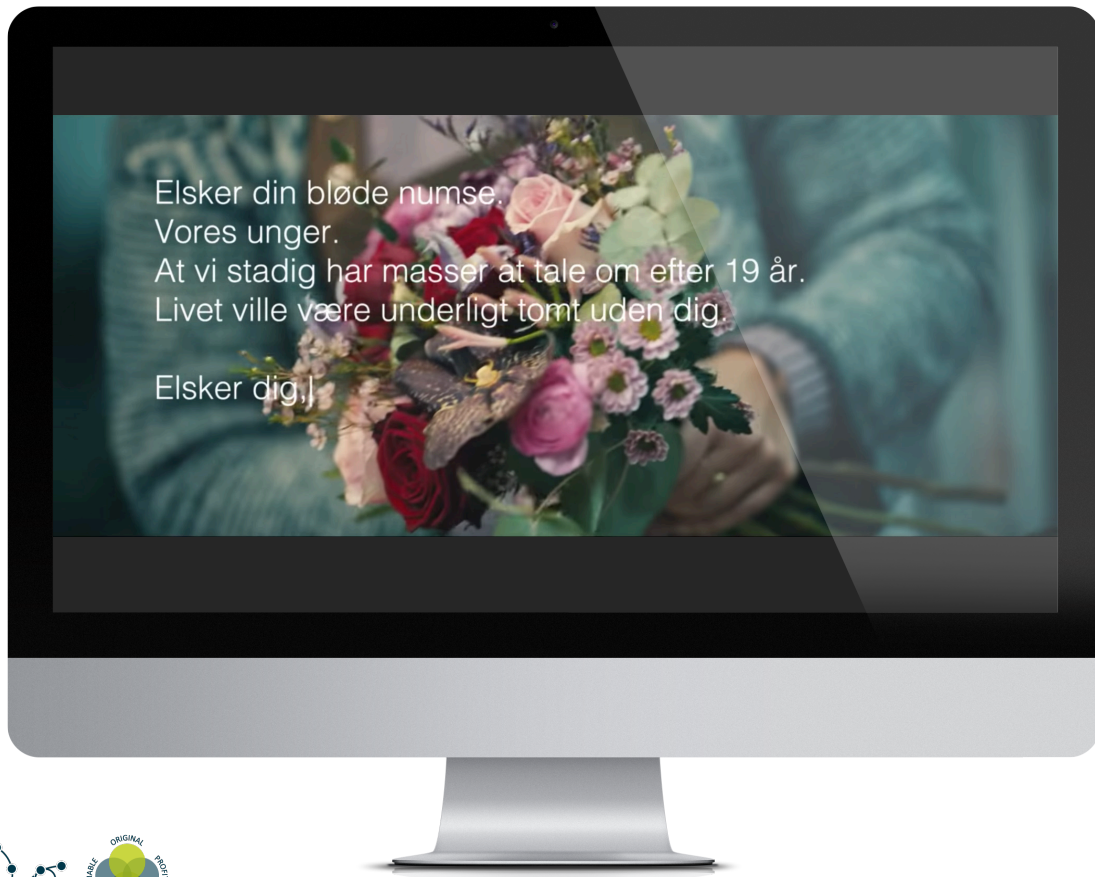 Elsker din bløde numse.
Vores unger.
At vi stadig har masser at tale om efter 19 år.
Livet ville være underligt tomt uden dig.
Elsker dig,
ORIGINAL